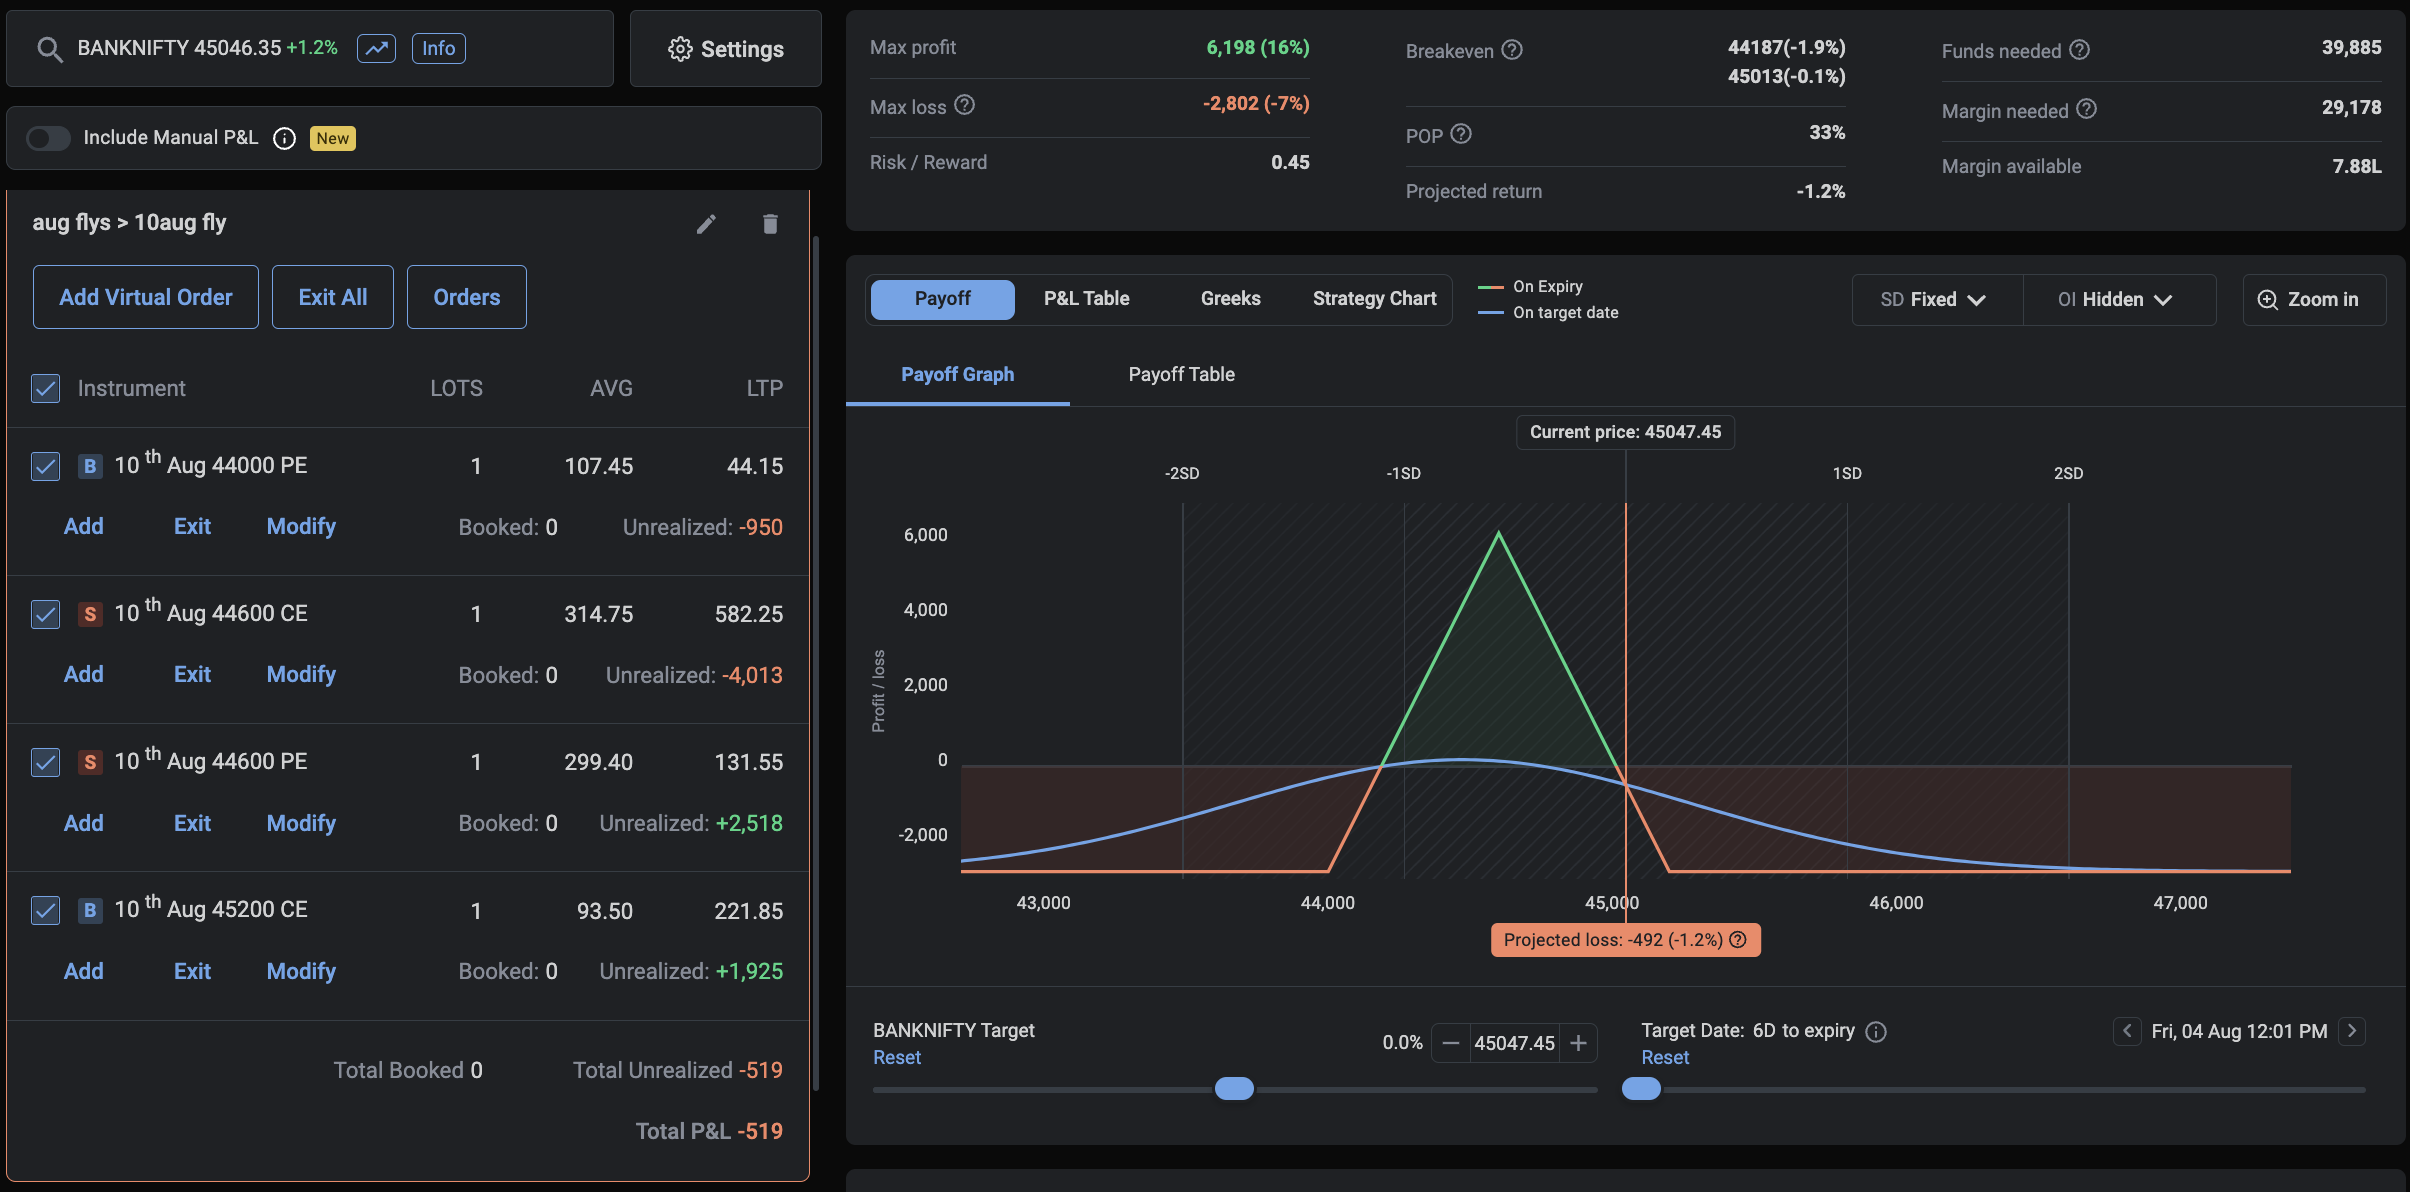 BANKNIFTY 45046.35 +1.2% Info
Settings
Include Manual P&L New
aug flys > 10aug fly
Add Virtual Order Exit All Orders
Instrument LOTS AVG LTP
B 10 th Aug 44000 PE 1 107.45 44.15
Add Exit Modify Booked: 0 Unrealized: -950
S 10 th Aug 44600 CE 1 314.75 582.25
Add Exit Modify Booked: 0 Unrealized: -4,013
S 10 th Aug 44600 PE 1 299.40 131.55
Add Exit Modify Booked: 0 Unrealized: +2,518
B 10 th Aug 45200 CE 1 93.50 221.85
Add Exit Modify Booked: 0 Unrealized: +1,925
Total Booked 0 Total Unrealized -519
Total P&L -519
Max profit 6,198 (16%)
Max loss ? -2,802 (-7%)
Risk / Reward 0.45
Breakeven ? 44187(-1.9%)
45013(-0.1%)
POP ? 33%
Projected return -1.2%
Funds needed ? 39,885
Margin needed ? 29,178
Margin available 7.88L
Payoff P&L Table Greeks Strategy Chart
On Expiry
On target date
SD Fixed OI Hidden Zoom in
Payoff Graph Payoff Table
Current price: 45047.45
-2SD -1SD 1SD 2SD
Profit / loss
6,000
4,000
2,000
0
-2,000
43,000 44,000 45,000 46,000 47,000
Projected loss: -492 (-1.2%) ?
BANKNIFTY Target 0.0% − 45047.45 +
Reset
Target Date: 6D to expiry Fri, 04 Aug 12:01 PM
Reset